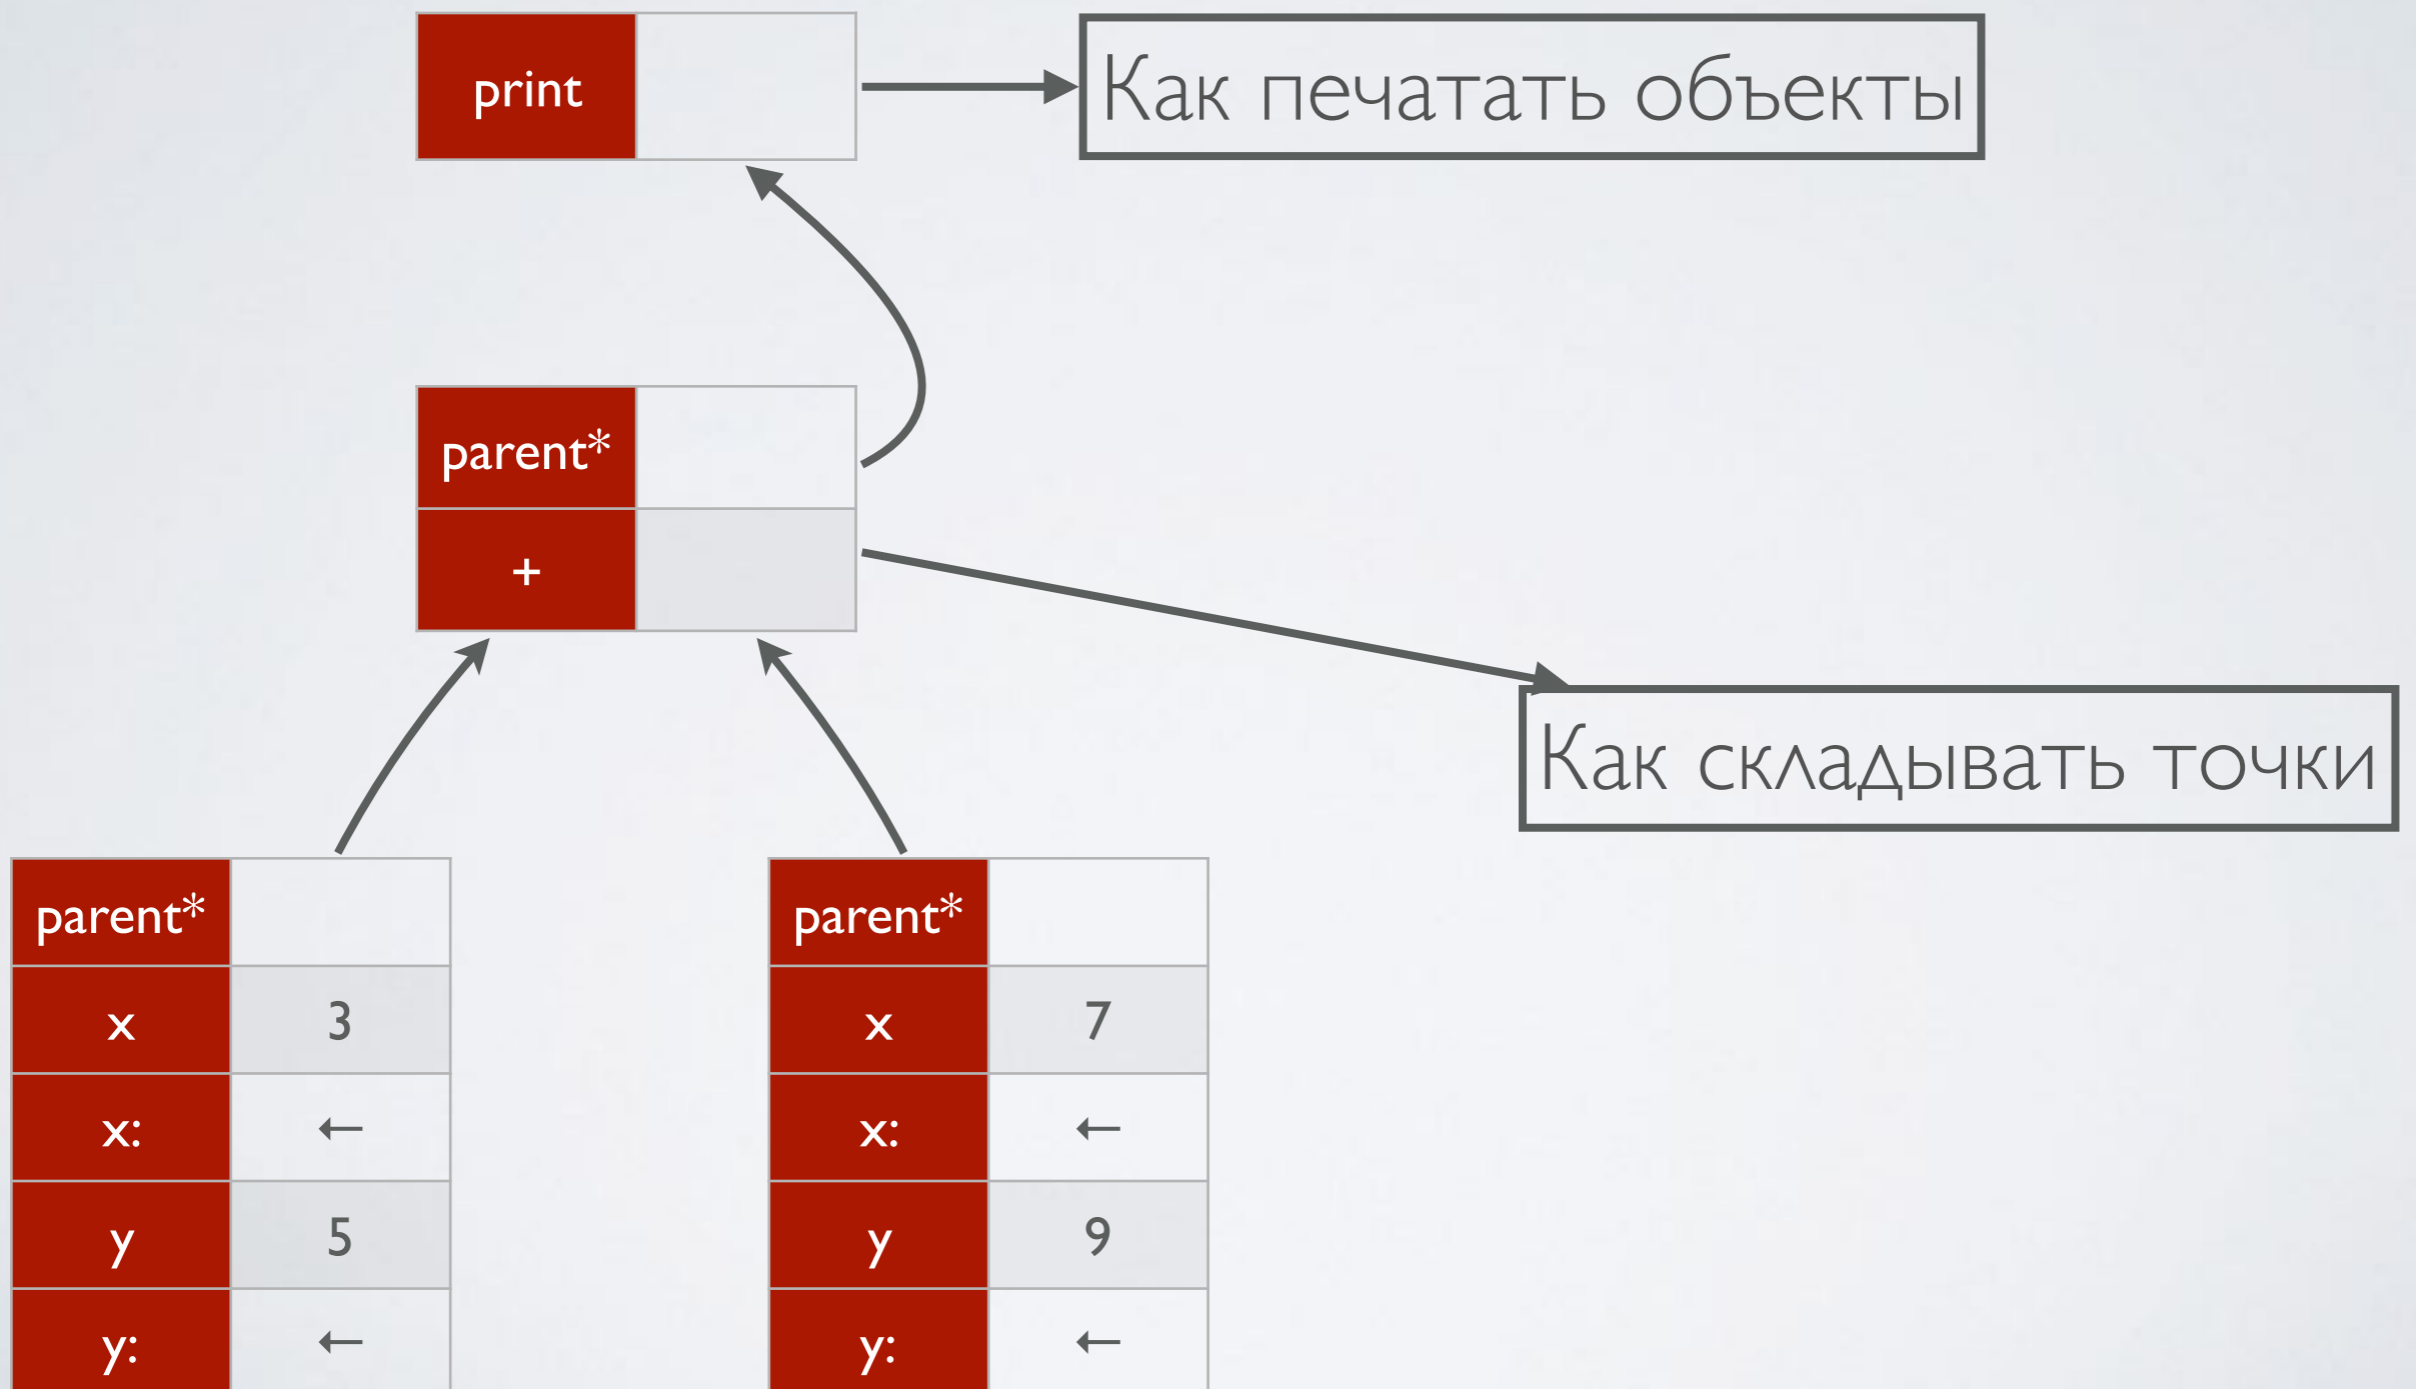 print
Как печатать объекты
parent*
+
Как складывать точки
parent*
x 3
x: ←
y 5
y: ←
parent*
x 7
x: ←
y 9
y: ←